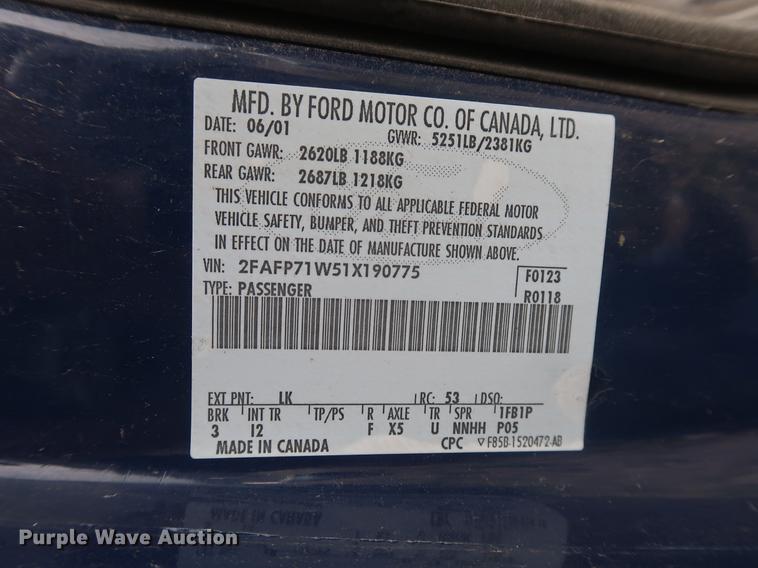 MFD. BY FORD MOTOR CO. OF CANADA, LTD.
DATE: 06/01 GVWR: 5251LB/2381KG
FRONT GAWR: 2620LB 1188KG
REAR GAWR: 2687LB 1218KG
THIS VEHICLE CONFORMS TO ALL APPLICABLE FEDERAL MOTOR
VEHICLE SAFETY, BUMPER, AND THEFT PREVENTION STANDARDS
IN EFFECT ON THE DATE OF MANUFACTURE SHOWN ABOVE.
VIN: 2FAFP71W51X190775 F0123
TYPE: PASSENGER R0118
EXT PNT: LK RC: 53 DSO:
BRK INT TR TP/PS R AXLE TR SPR 1FB1P
3 I2 F X5 U NNHH P05
MADE IN CANADA CPC F85B-1520472-AB
MADE IN CANADA
Purple Wave Auction